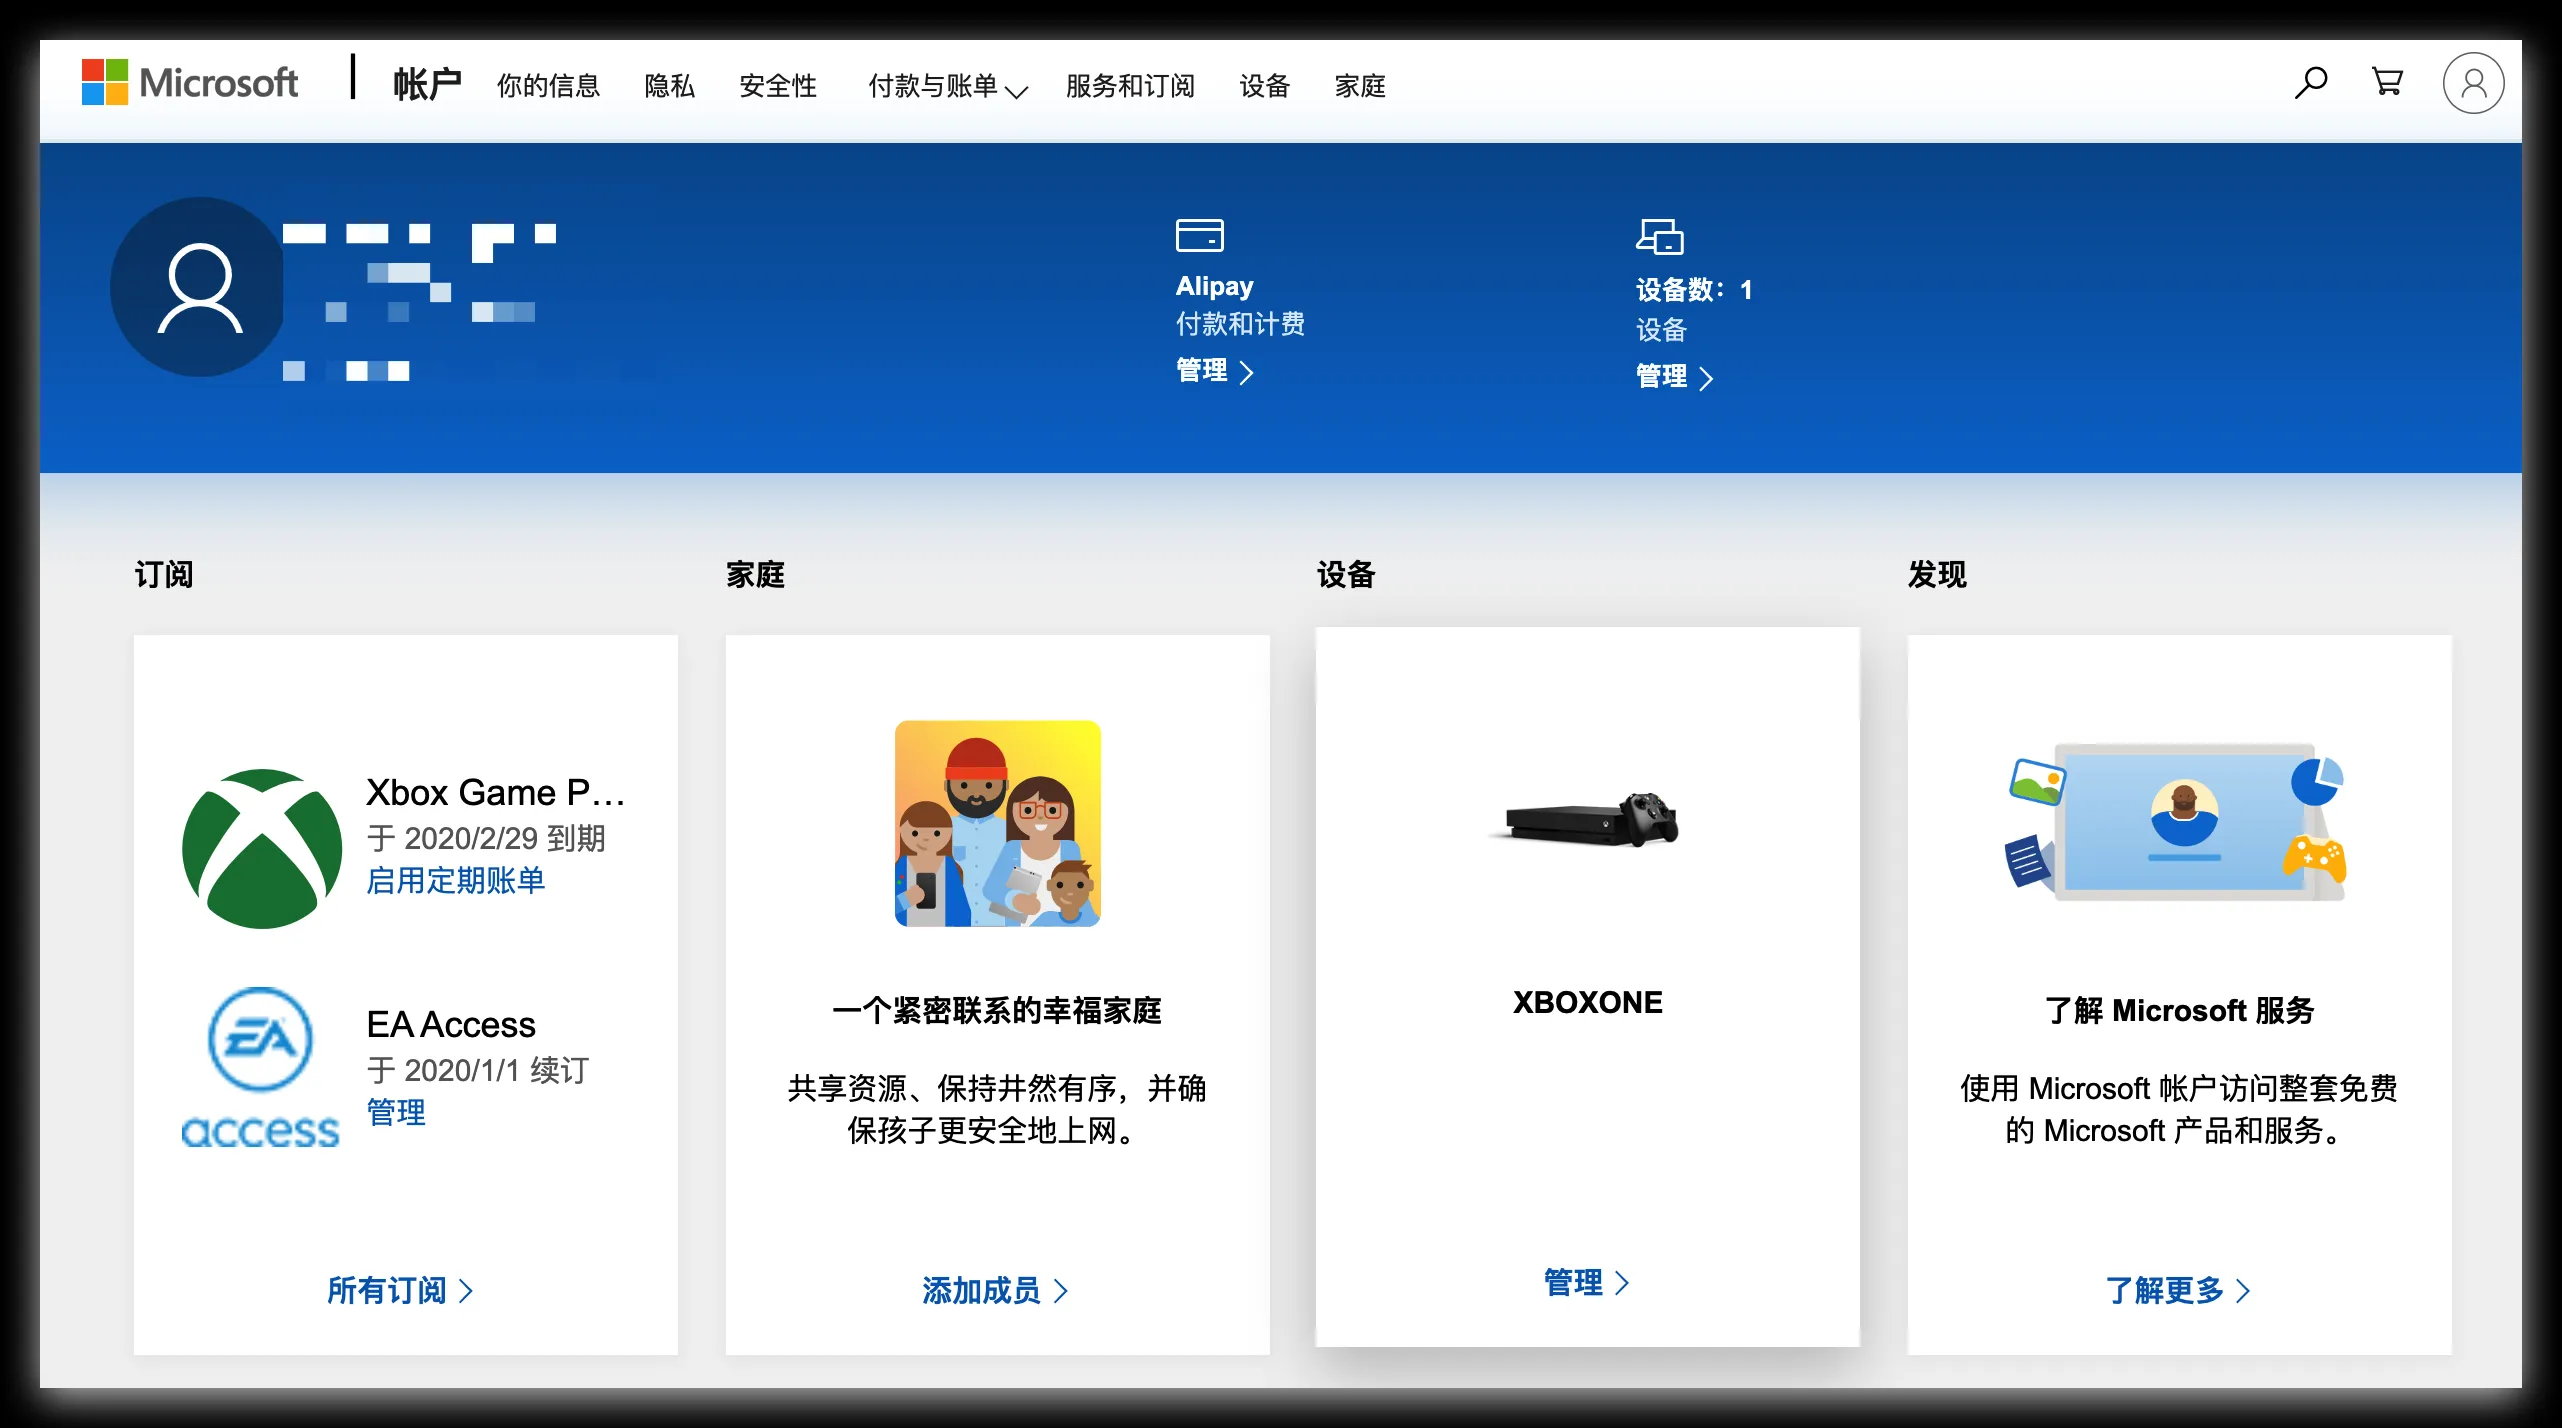 Microsoft
帐户
你的信息
隐私
安全性
付款与账单
服务和订阅
设备
家庭
Alipay
付款和计费
管理
设备数：1
设备
管理
订阅
Xbox Game P…
于 2020/2/29 到期
启用定期账单
EA
access
EA Access
于 2020/1/1 续订
管理
所有订阅
家庭
一个紧密联系的幸福家庭
共享资源、保持井然有序，并确
保孩子更安全地上网。
添加成员
设备
XBOXONE
管理
发现
了解 Microsoft 服务
使用 Microsoft 帐户访问整套免费
的 Microsoft 产品和服务。
了解更多